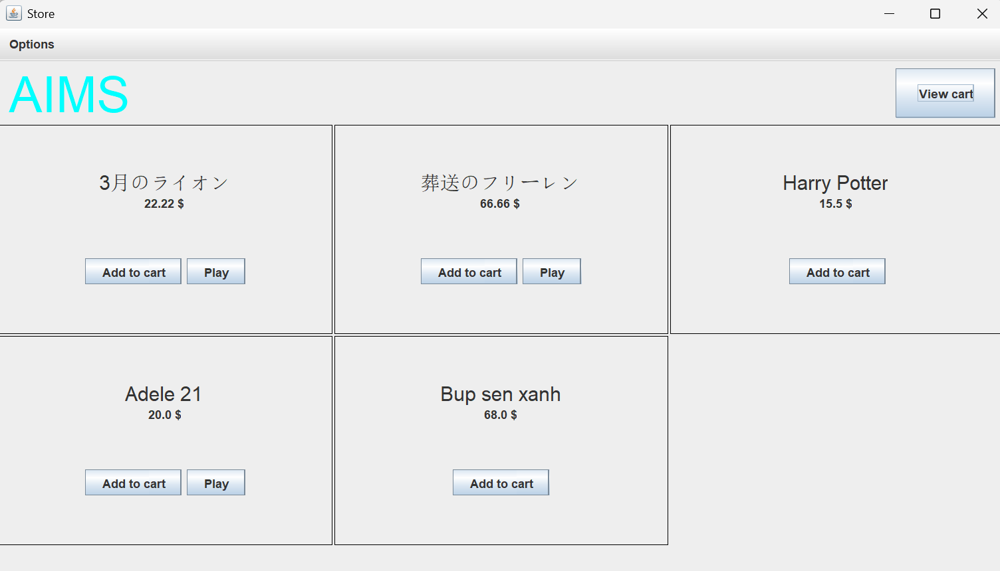 Store
Options
AIMS
View cart
3月のライオン
22.22 $
Add to cart
Play
葬送のフリーレン
66.66 $
Add to cart
Play
Harry Potter
15.5 $
Add to cart
Adele 21
20.0 $
Add to cart
Play
Bup sen xanh
68.0 $
Add to cart